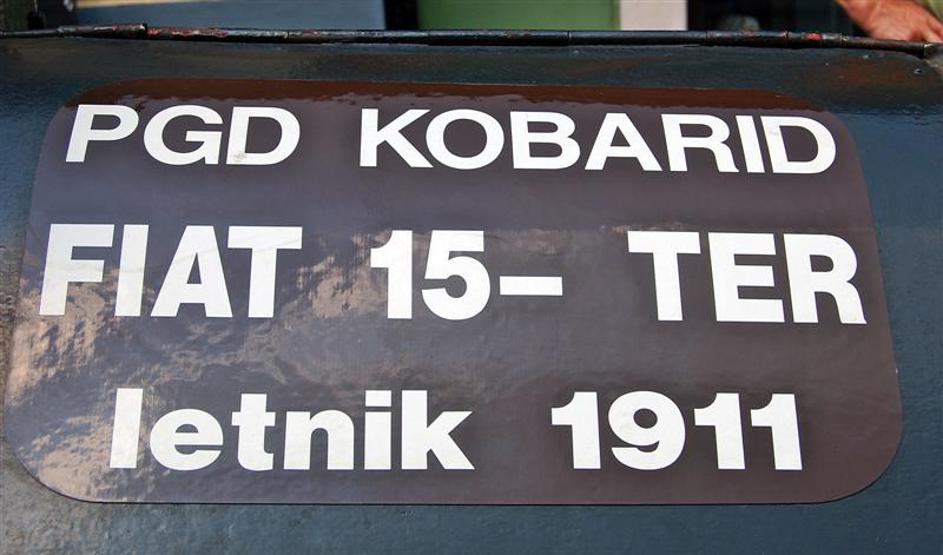 PGD KOBARID
FIAT 15- TER
letnik 1911